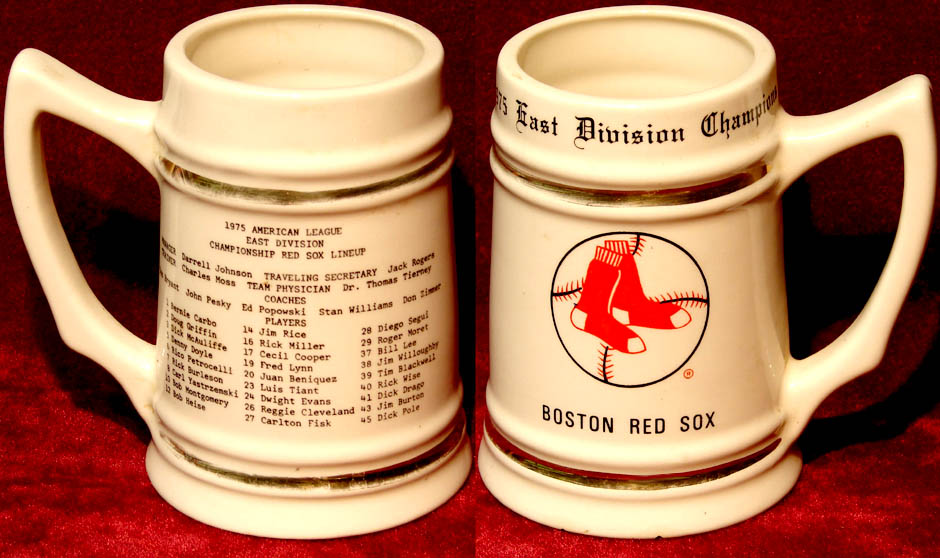 1975 AMERICAN LEAGUE
EAST DIVISION
CHAMPIONSHIP RED SOX LINEUP
Darrell Johnson TRAVELING SECRETARY Jack Rogers
Charles Moss TEAM PHYSICIAN Dr. Thomas Tierney
COACHES
Bryant John Pesky Ed Popowski Stan Williams Don Zimmer
PLAYERS
Bernie Carbo 14 Jim Rice 28 Diego Segui
Doug Griffin 16 Rick Miller 29 Roger Moret
Dick McAuliffe 17 Cecil Cooper 37 Bill Lee
Denny Doyle 19 Fred Lynn 38 Jim Willoughby
Rico Petrocelli 20 Juan Beniquez 39 Tim Blackwell
Rick Burleson 23 Luis Tiant 40 Rick Wise
Carl Yastrzemski 24 Dwight Evans 41 Dick Drago
Bob Montgomery 26 Reggie Cleveland 43 Jim Burton
Bob Heise 27 Carlton Fisk 45 Dick Pole
75 East Division Champions
®
BOSTON RED SOX